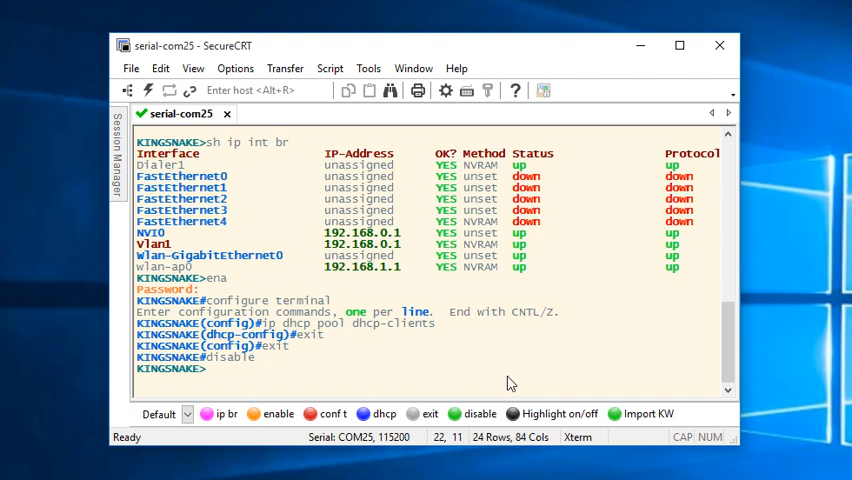 serial-com25 - SecureCRT
File Edit View Options Transfer Script Tools Window Help
Enter host <Alt+R>
serial-com25
Session Manager
KINGSNAKE>sh ip int br
Interface IP-Address OK? Method Status Protocol
Dialer1 unassigned YES NVRAM up up
FastEthernet0 unassigned YES unset down down
FastEthernet1 unassigned YES unset down down
FastEthernet2 unassigned YES unset down down
FastEthernet3 unassigned YES unset down down
FastEthernet4 unassigned YES NVRAM down down
NVI0 192.168.0.1 YES unset up up
Vlan1 192.168.0.1 YES NVRAM up up
Wlan-GigabitEthernet0 unassigned YES unset up up
wlan-ap0 192.168.1.1 YES NVRAM up up
KINGSNAKE>ena
Password:
KINGSNAKE#configure terminal
Enter configuration commands, one per line. End with CNTL/Z.
KINGSNAKE(config)#ip dhcp pool dhcp-clients
KINGSNAKE(dhcp-config)#exit
KINGSNAKE(config)#exit
KINGSNAKE#disable
KINGSNAKE>
Default ip br enable conf t dhcp exit disable Highlight on/off Import KW
Ready Serial: COM25, 115200 22, 11 24 Rows, 84 Cols Xterm CAP NUM